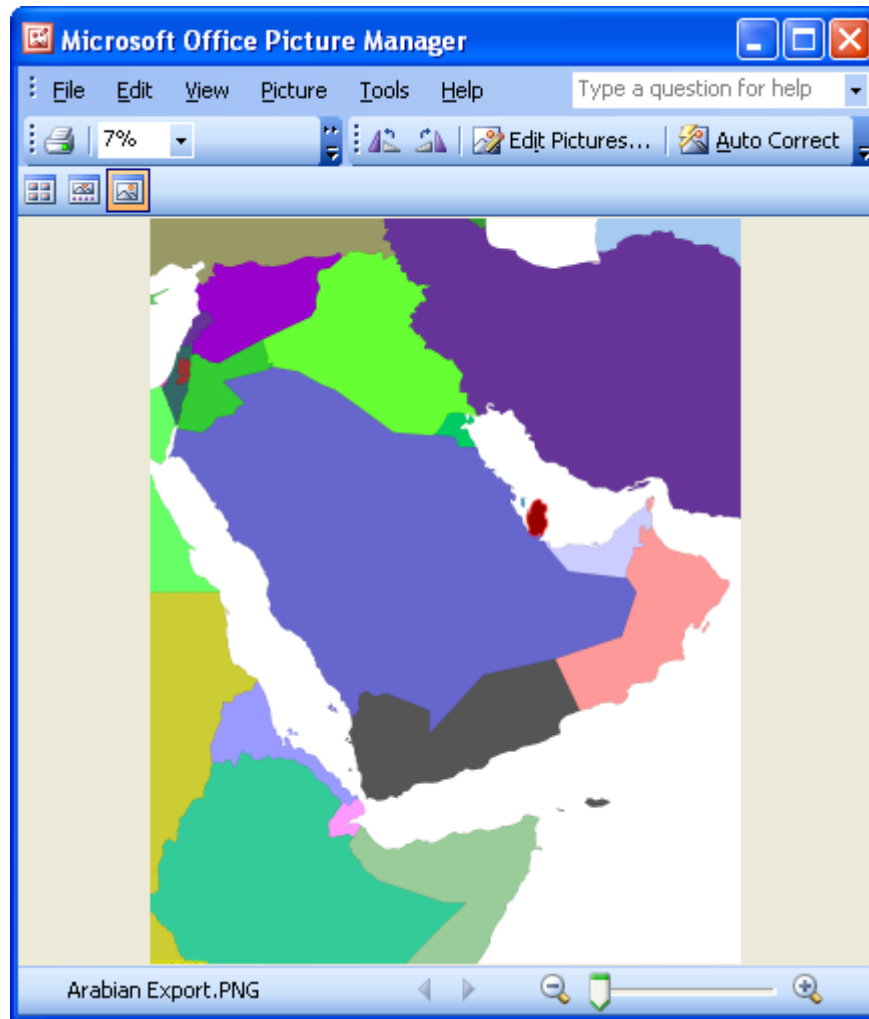 Microsoft Office Picture Manager
File Edit View Picture Tools Help Type a question for help
7% Edit Pictures... Auto Correct
Arabian Export.PNG